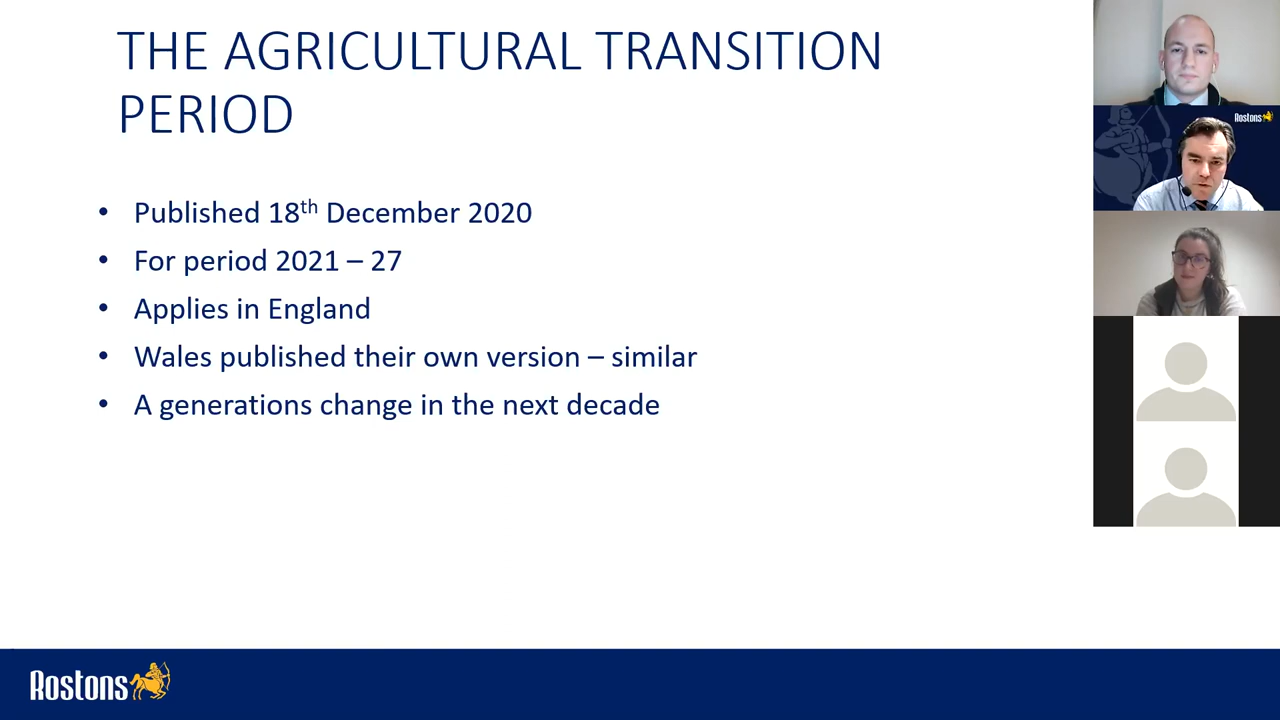 THE AGRICULTURAL TRANSITION
PERIOD
• Published 18th December 2020
• For period 2021 – 27
• Applies in England
• Wales published their own version – similar
• A generations change in the next decade
Rostons
Rostons